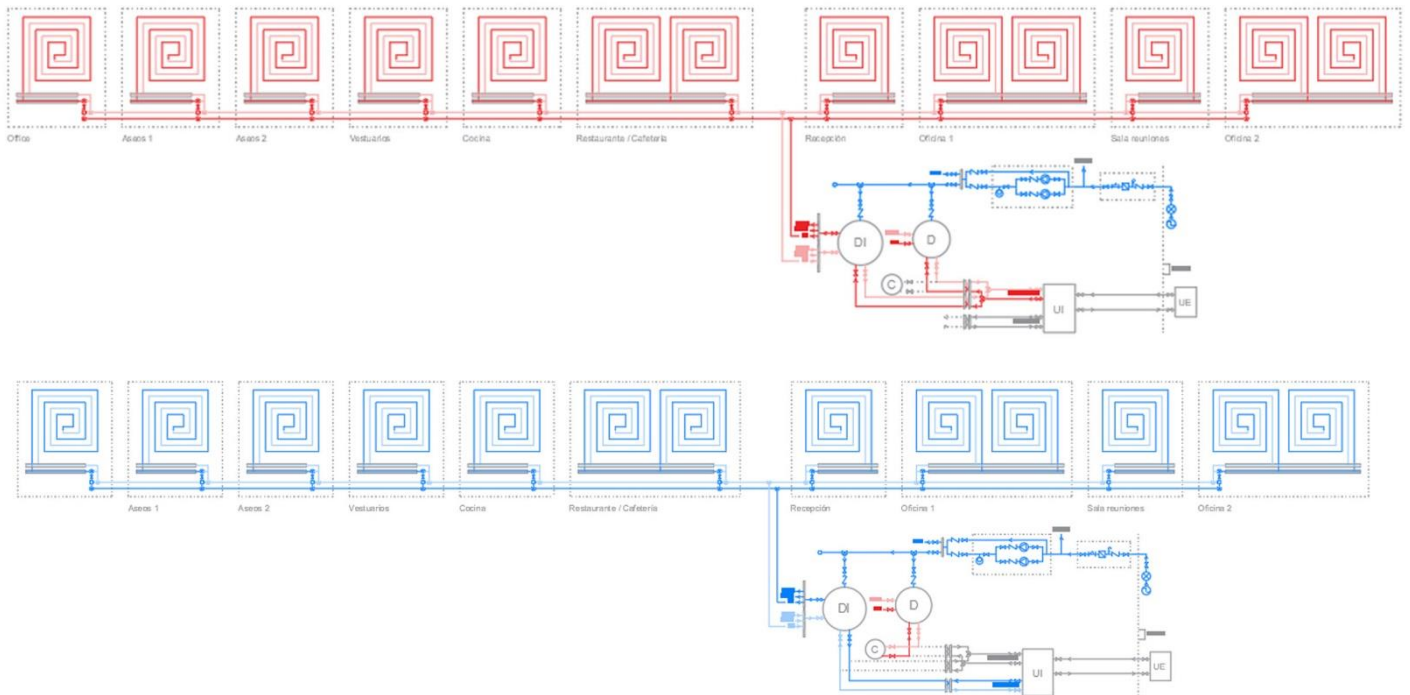 Office
Aseos 1
Aseos 2
Vestuarios
Cocina
Restaurante / Cafetería
Recepción
Oficina 1
Sala reuniones
Oficina 2
DI
D
C
UI
UE
Aseos 1
Aseos 2
Vestuarios
Cocina
Restaurante / Cafetería
Recepción
Oficina 1
Sala reuniones
Oficina 2
DI
D
C
UI
UE